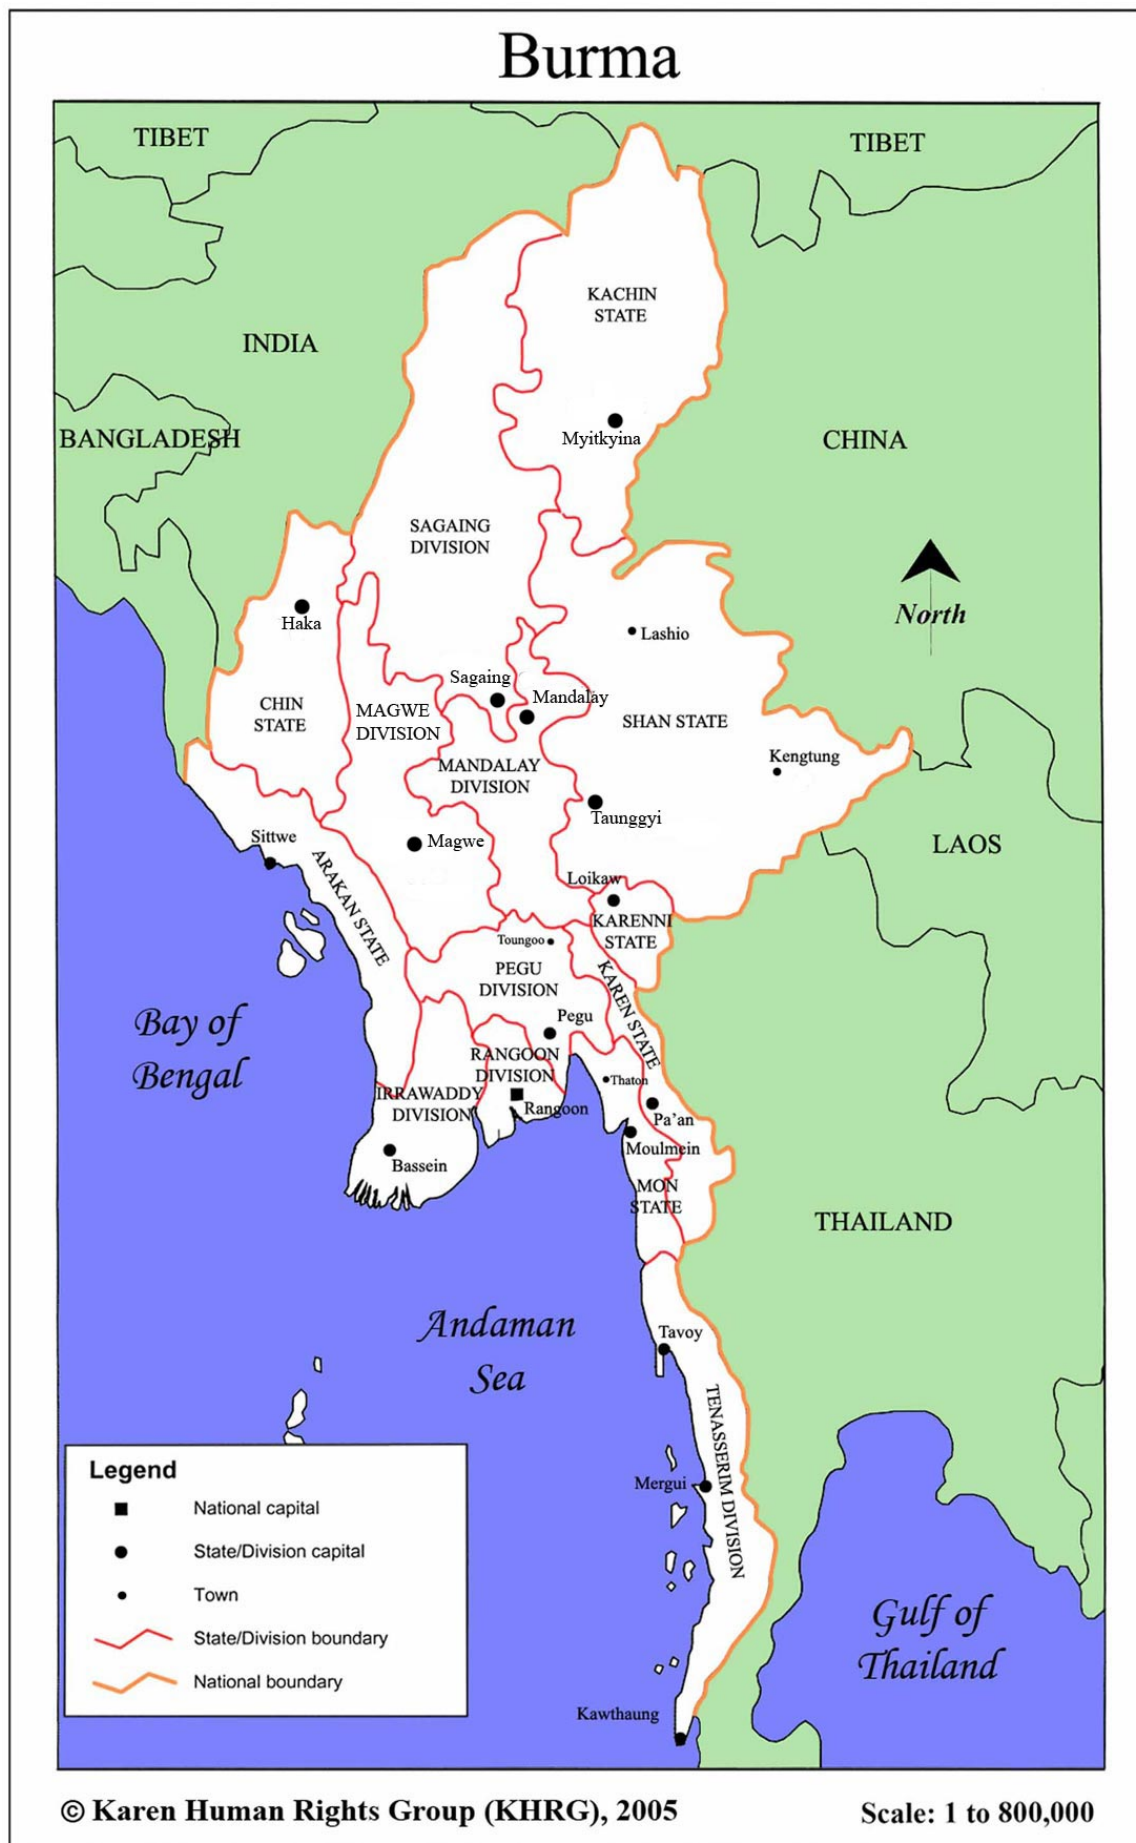 Burma
TIBET
TIBET
KACHIN
STATE
INDIA
Myitkyina
BANGLADESH
CHINA
SAGAING
DIVISION
North
Haka
Lashio
Sagaing
Mandalay
CHIN
STATE
MAGWE
DIVISION
SHAN STATE
Kengtung
MANDALAY
DIVISION
Taunggyi
Sittwe
Magwe
LAOS
ARAKAN STATE
Loikaw
KARENNI
STATE
Toungoo
PEGU
DIVISION
KAREN STATE
Bay of
Bengal
Pegu
RANGOON
DIVISION
Thaton
IRRAWADDY
DIVISION
Rangoon
Pa'an
Moulmein
Bassein
MON
STATE
THAILAND
Andaman
Sea
Tavoy
TENASSERIM DIVISION
Mergui
Legend
National capital
State/Division capital
Town
State/Division boundary
National boundary
Gulf of
Thailand
Kawthaung
© Karen Human Rights Group (KHRG), 2005
Scale: 1 to 800,000